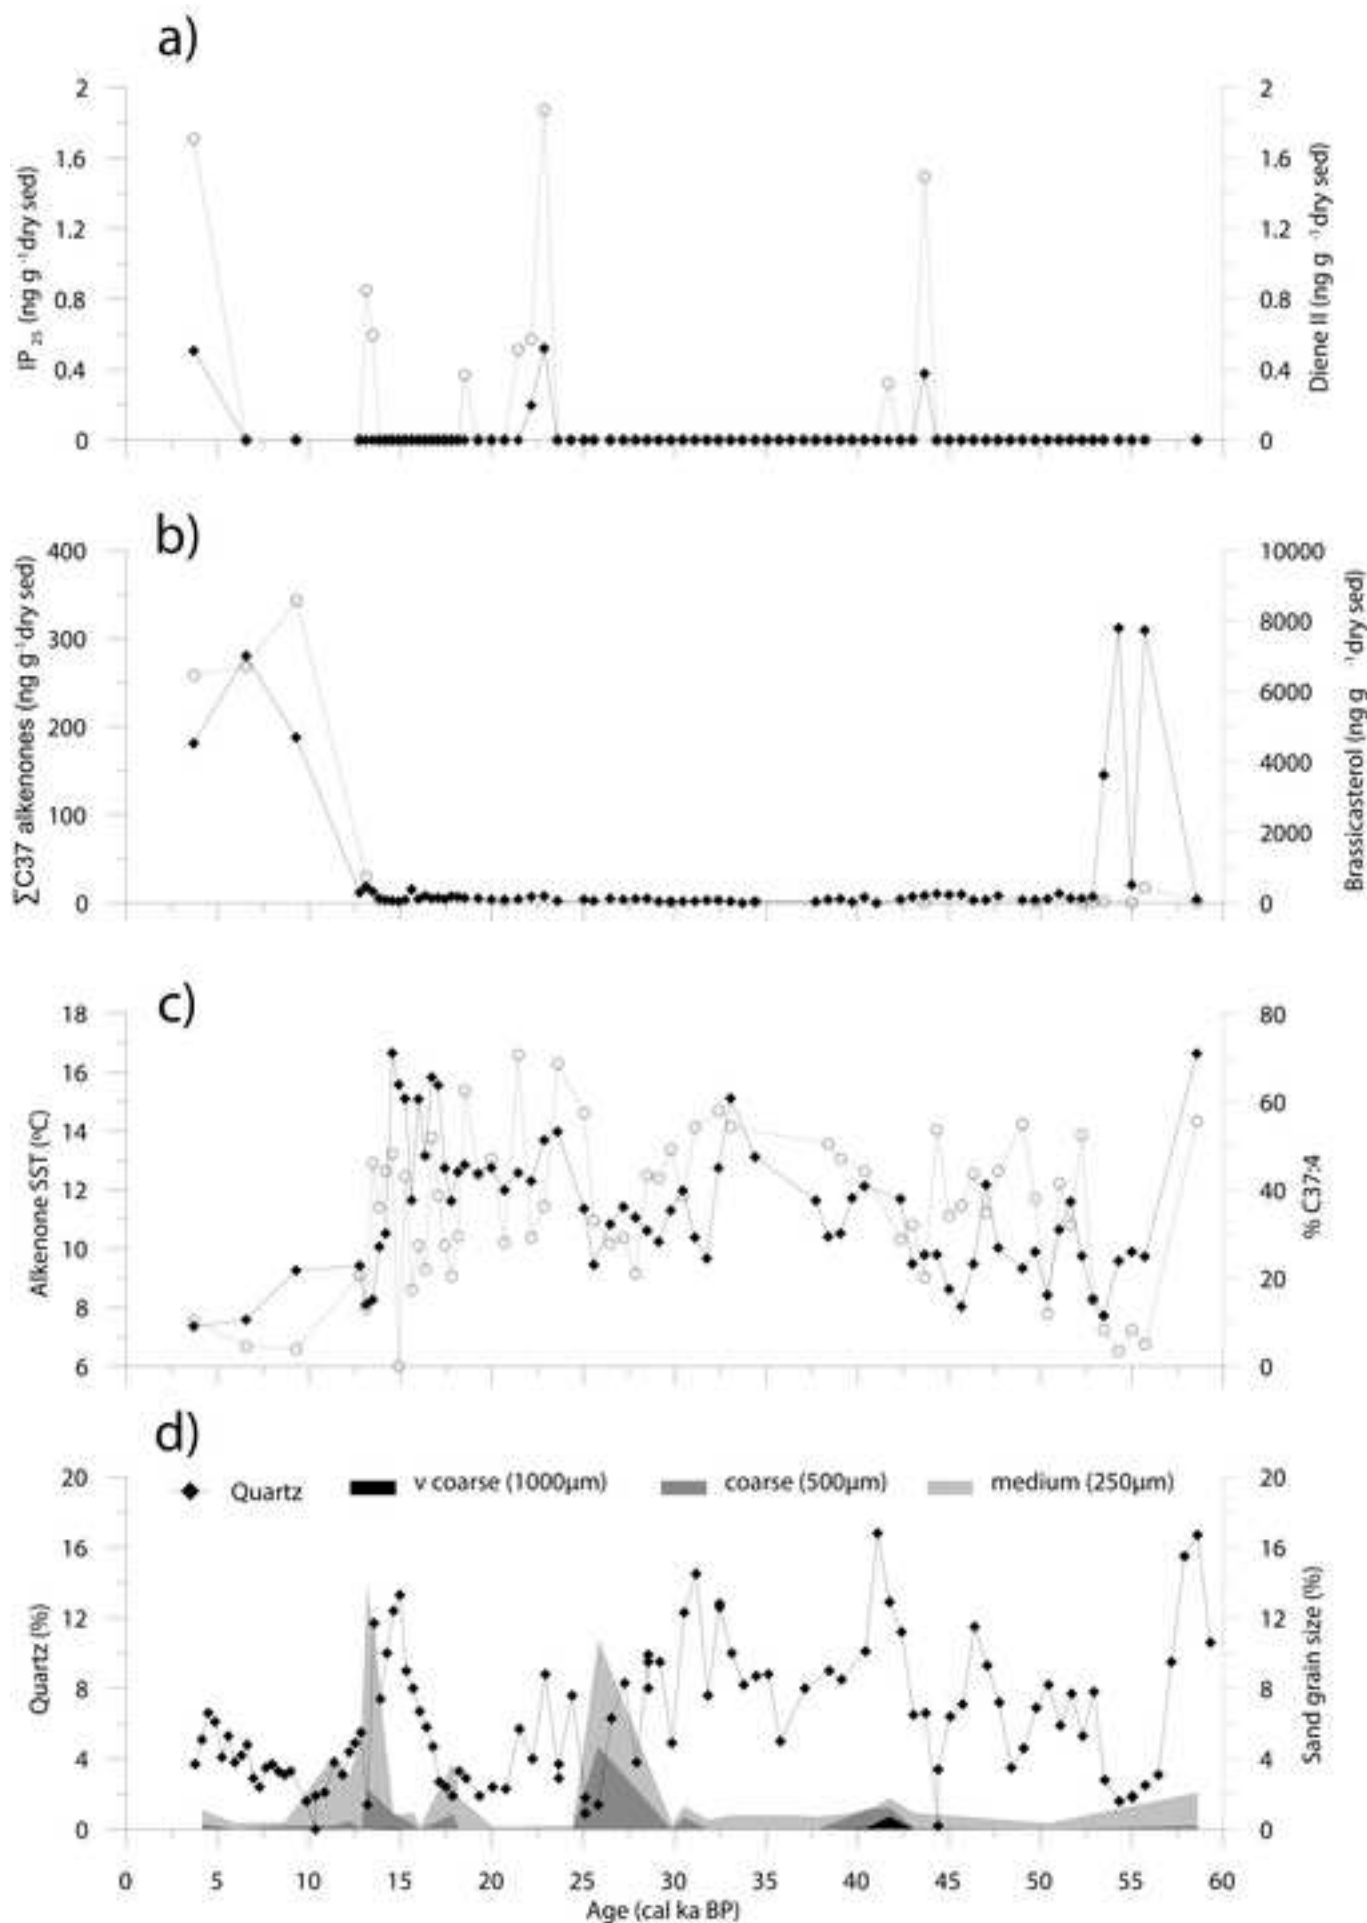 a)
2
1.6
1.2
0.8
0.4
0
IP 25 (ng g -1 dry sed)
2
1.6
1.2
0.8
0.4
0
Diene II (ng g -1 dry sed)
b)
400
300
200
100
0
∑C37 alkenones (ng g-1 dry sed)
10000
8000
6000
4000
2000
0
Brassicasterol (ng g -1 dry sed)
c)
18
16
14
12
10
8
6
Alkenone SST (ºC)
80
60
40
20
0
% C37:4
d)
Quartz
v coarse (1000µm)
coarse (500µm)
medium (250µm)
20
16
12
8
4
0
Quartz (%)
20
16
12
8
4
0
Sand grain size (%)
0 5 10 15 20 25 30 35 40 45 50 55 60
Age (cal ka BP)